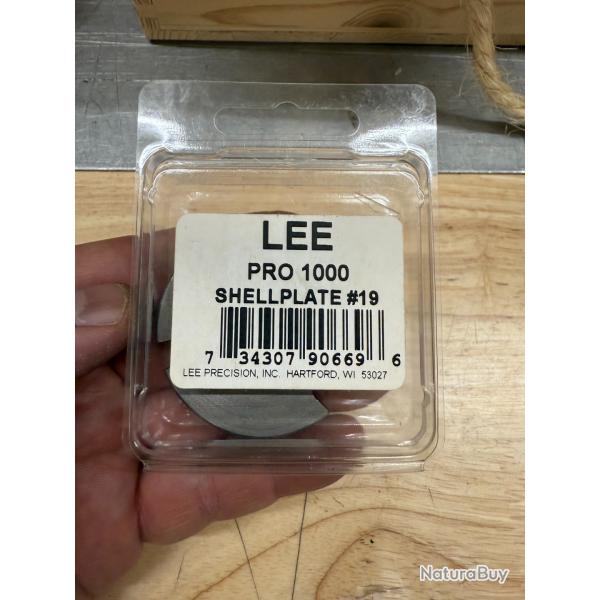 LEE
PRO 1000
SHELLPLATE #19
7 34307 90669 6
LEE PRECISION, INC. HARTFORD, WI 53027
NaturaBuy